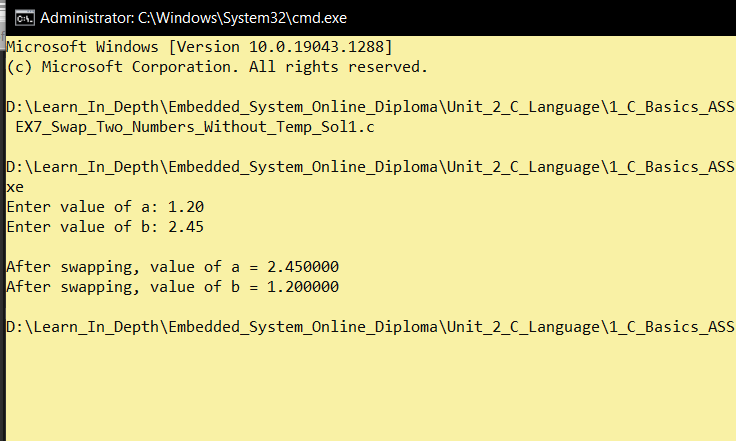 Administrator: C:\Windows\System32\cmd.exe
Microsoft Windows [Version 10.0.19043.1288]
(c) Microsoft Corporation. All rights reserved.
D:\Learn_In_Depth\Embedded_System_Online_Diploma\Unit_2_C_Language\1_C_Basics_ASS
EX7_Swap_Two_Numbers_Without_Temp_Sol1.c
D:\Learn_In_Depth\Embedded_System_Online_Diploma\Unit_2_C_Language\1_C_Basics_ASS
xe
Enter value of a: 1.20
Enter value of b: 2.45
After swapping, value of a = 2.450000
After swapping, value of b = 1.200000
D:\Learn_In_Depth\Embedded_System_Online_Diploma\Unit_2_C_Language\1_C_Basics_ASS